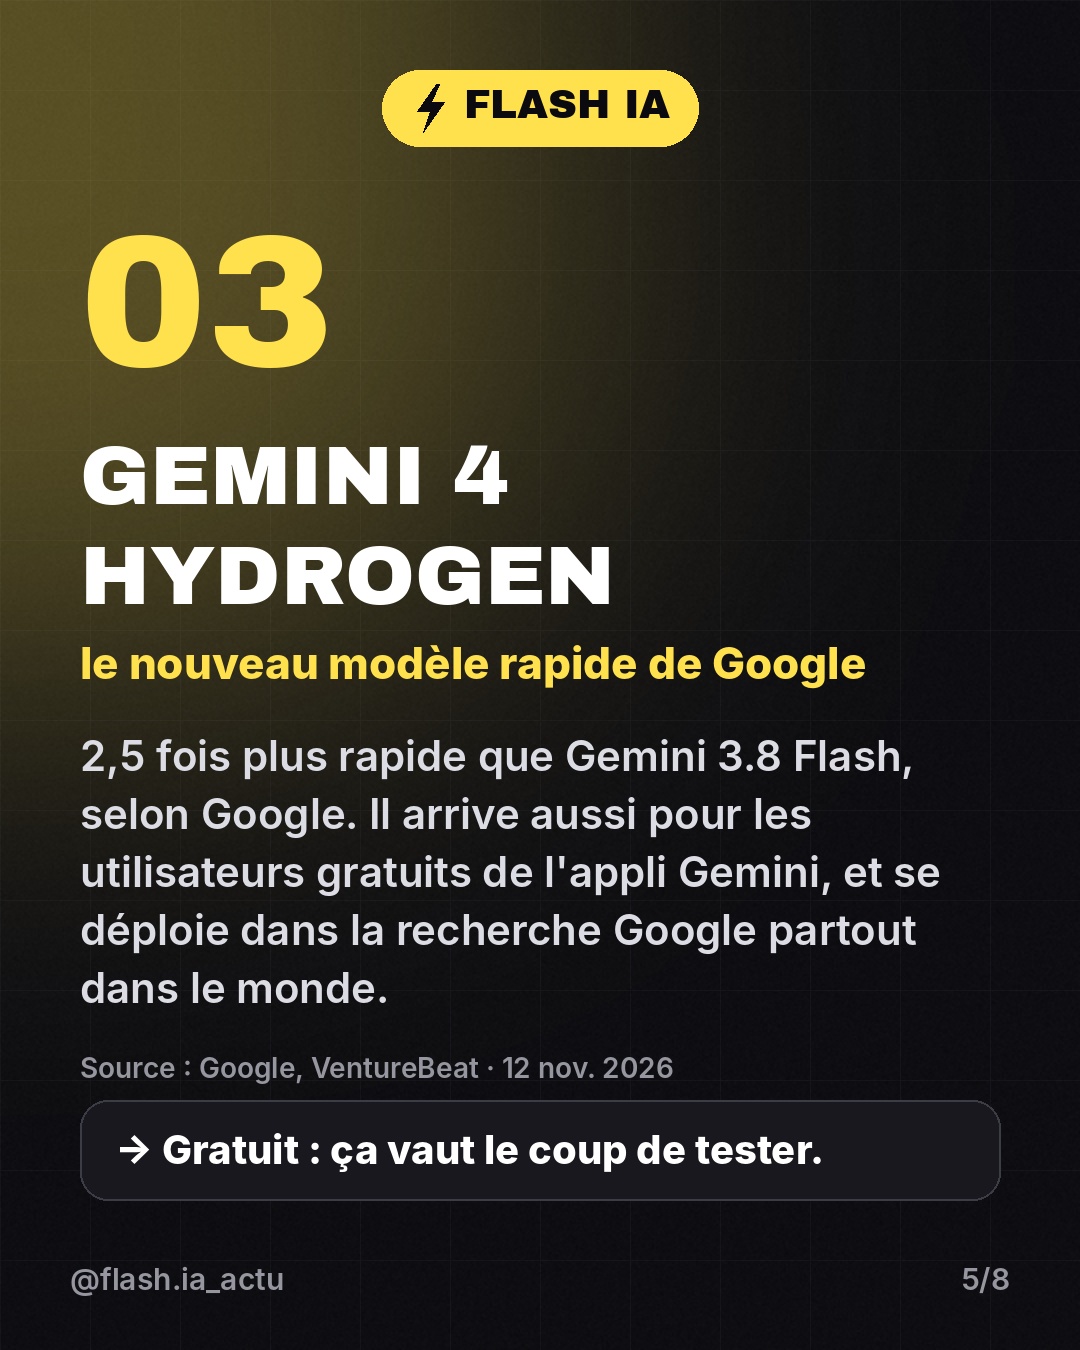 FLASH IA
03
GEMINI 4
HYDROGEN
le nouveau modèle rapide de Google
2,5 fois plus rapide que Gemini 3.8 Flash,
selon Google. Il arrive aussi pour les
utilisateurs gratuits de l'appli Gemini, et se
déploie dans la recherche Google partout
dans le monde.
Source : Google, VentureBeat · 12 nov. 2026
→ Gratuit : ça vaut le coup de tester.
@flash.ia_actu
5/8